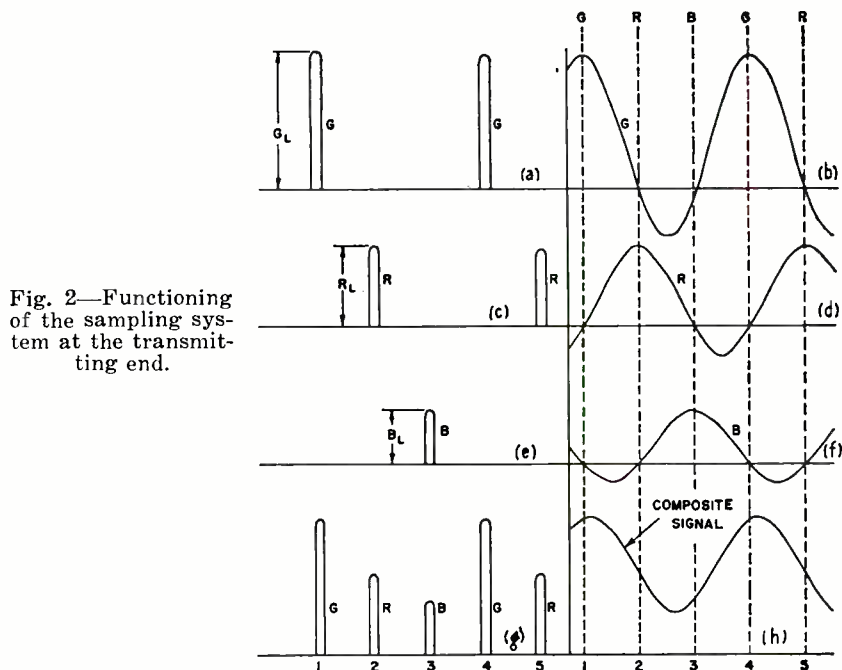 G R B G R
G_L G G (a) G (b)
R_L R R (c) R (d)
Fig. 2—Functioning
of the sampling sys-
tem at the transmit-
ting end.
B_L B (e) B (f)
COMPOSITE
SIGNAL
G R B G (g) R (h)
1 2 3 4 5 1 2 3 4 5